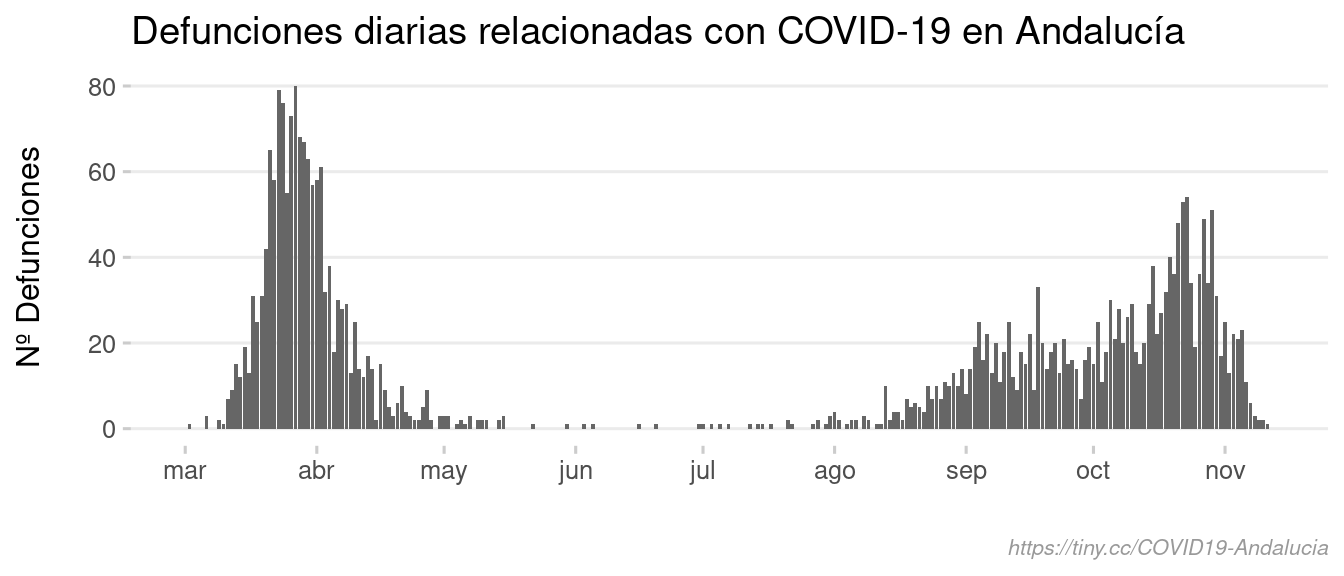 Defunciones diarias relacionadas con COVID-19 en Andalucía
Nº Defunciones
80
60
40
20
0
mar abr may jun jul ago sep oct nov
https://tiny.cc/COVID19-Andalucia